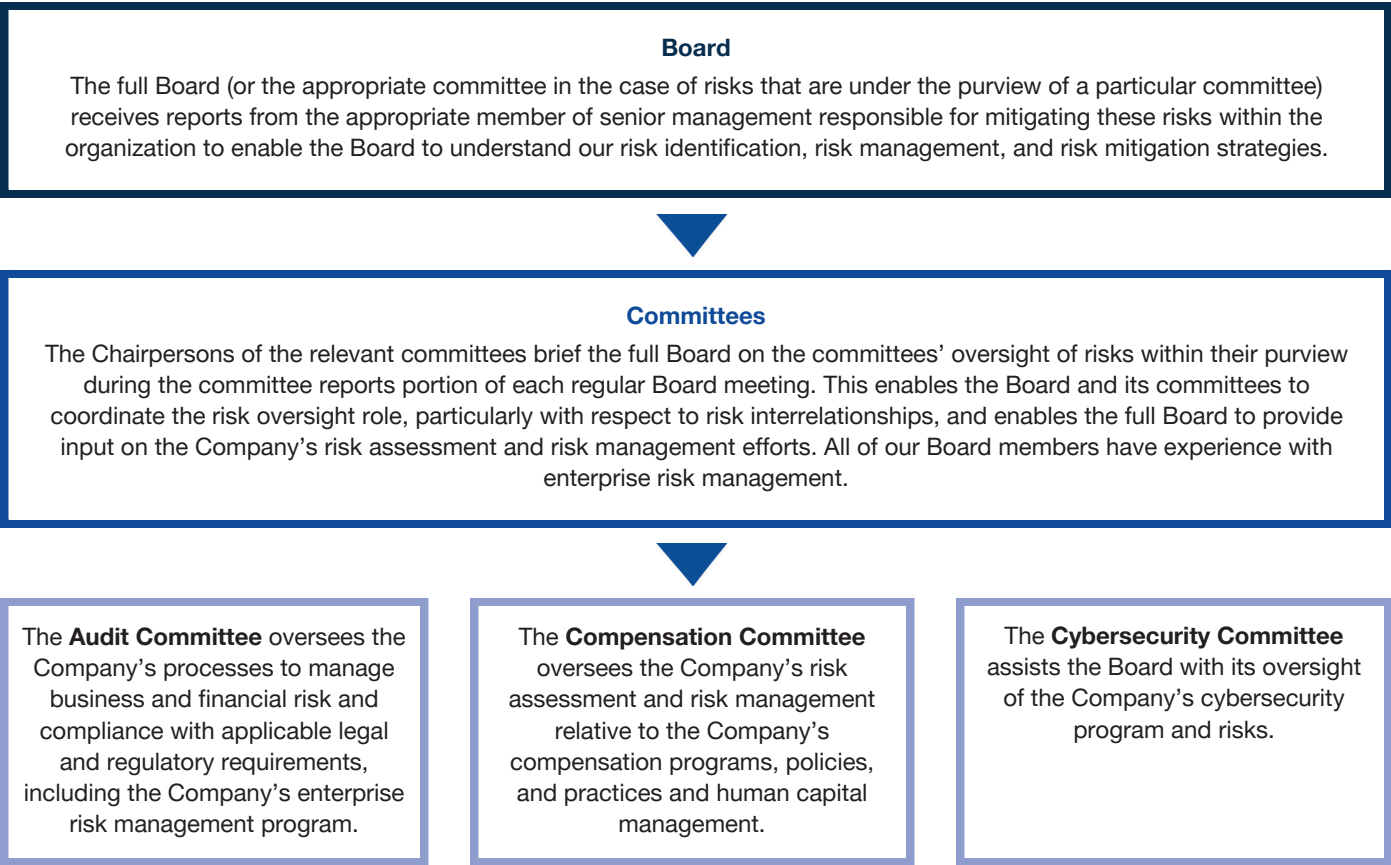 Board
The full Board (or the appropriate committee in the case of risks that are under the purview of a particular committee)
receives reports from the appropriate member of senior management responsible for mitigating these risks within the
organization to enable the Board to understand our risk identification, risk management, and risk mitigation strategies.
Committees
The Chairpersons of the relevant committees brief the full Board on the committees’ oversight of risks within their purview
during the committee reports portion of each regular Board meeting. This enables the Board and its committees to
coordinate the risk oversight role, particularly with respect to risk interrelationships, and enables the full Board to provide
input on the Company’s risk assessment and risk management efforts. All of our Board members have experience with
enterprise risk management.
The Audit Committee oversees the
Company’s processes to manage
business and financial risk and
compliance with applicable legal
and regulatory requirements,
including the Company’s enterprise
risk management program.
The Compensation Committee
oversees the Company’s risk
assessment and risk management
relative to the Company’s
compensation programs, policies,
and practices and human capital
management.
The Cybersecurity Committee
assists the Board with its oversight
of the Company’s cybersecurity
program and risks.